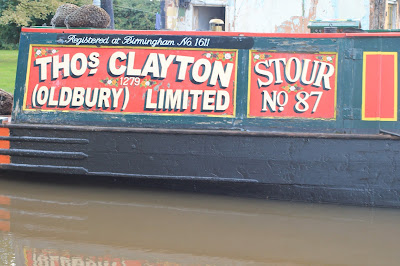 Registered at Birmingham No. 1611
THOS CLAYTON
1279
(OLDBURY) LIMITED
STOUR
No 87